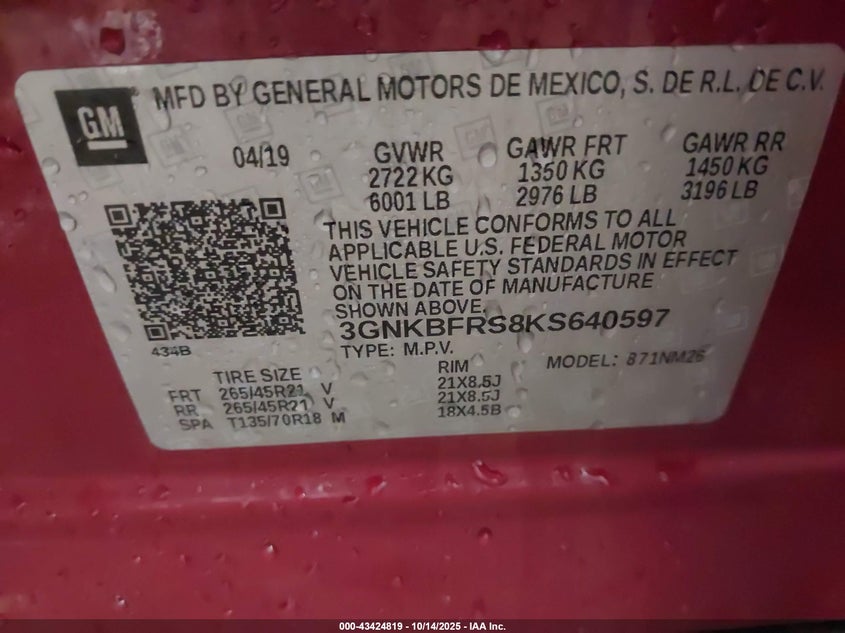 GM
MFD BY GENERAL MOTORS DE MEXICO, S. DE R.L. DE C.V.
04/19 GVWR GAWR FRT GAWR RR
2722 KG 1350 KG 1450 KG
6001 LB 2976 LB 3196 LB
THIS VEHICLE CONFORMS TO ALL
APPLICABLE U.S. FEDERAL MOTOR
VEHICLE SAFETY STANDARDS IN EFFECT
ON THE DATE OF MANUFACTURE
SHOWN ABOVE.
3GNKBFRS8KS640597
434B
TYPE: M.P.V. MODEL: 871NM26
TIRE SIZE RIM
FRT 265/45R21 V 21X8.5J
RR 265/45R21 V 21X8.5J
SPA T135/70R18 M 18X4.5B
000-43424819 - 10/14/2025 - IAA Inc.